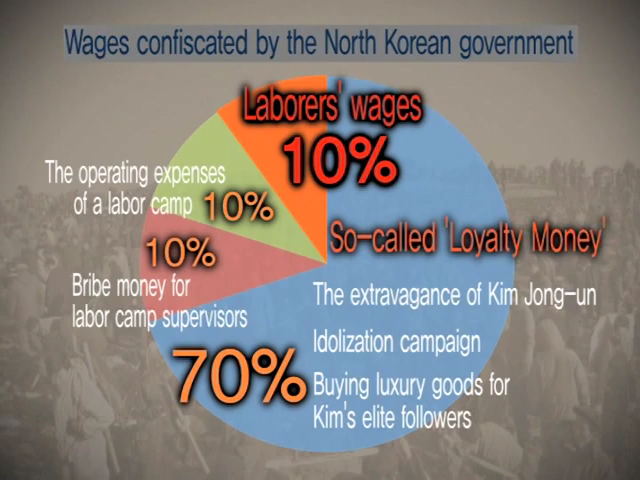 Wages confiscated by the North Korean government
Laborers' wages
10%
The operating expenses
of a labor camp 10%
10%
Bribe money for
labor camp supervisors
So-called 'Loyalty Money'
70%
The extravagance of Kim Jong-un
Idolization campaign
Buying luxury goods for
Kim's elite followers